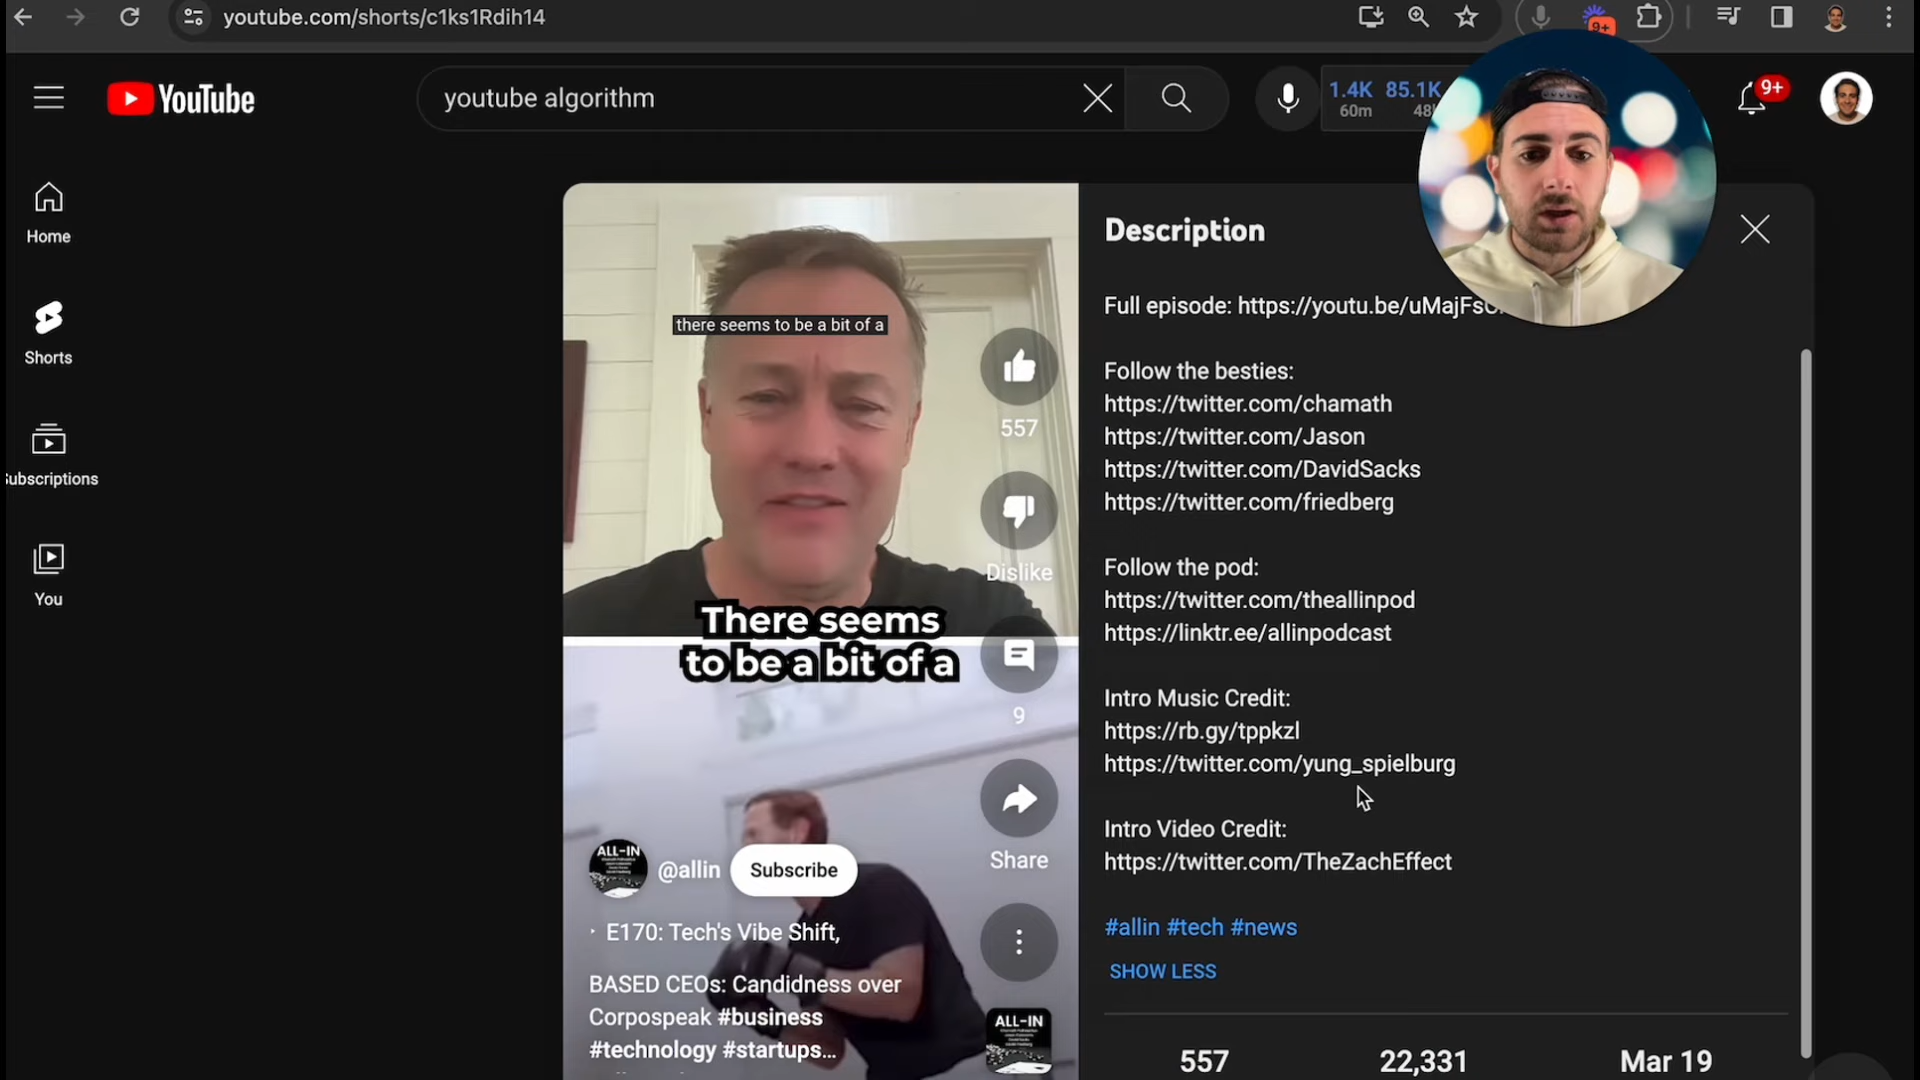 youtube.com/shorts/c1ks1Rdih14
9+
YouTube
youtube algorithm
1.4K 85.1K
60m
9+
Home
Shorts
ubscriptions
You
there seems to be a bit of a
There seems
to be a bit of a
557
Dislike
9
Share
ALL-IN
@allin
Subscribe
E170: Tech's Vibe Shift,
BASED CEOs: Candidness over
Corpospeak #business
#technology #startups...
ALL-IN
Description
Full episode: https://youtu.be/uMajFs
Follow the besties:
https://twitter.com/chamath
https://twitter.com/Jason
https://twitter.com/DavidSacks
https://twitter.com/friedberg
Follow the pod:
https://twitter.com/theallinpod
https://linktr.ee/allinpodcast
Intro Music Credit:
https://rb.gy/tppkzl
https://twitter.com/yung_spielburg
Intro Video Credit:
https://twitter.com/TheZachEffect
#allin #tech #news
SHOW LESS
557 22,331 Mar 19